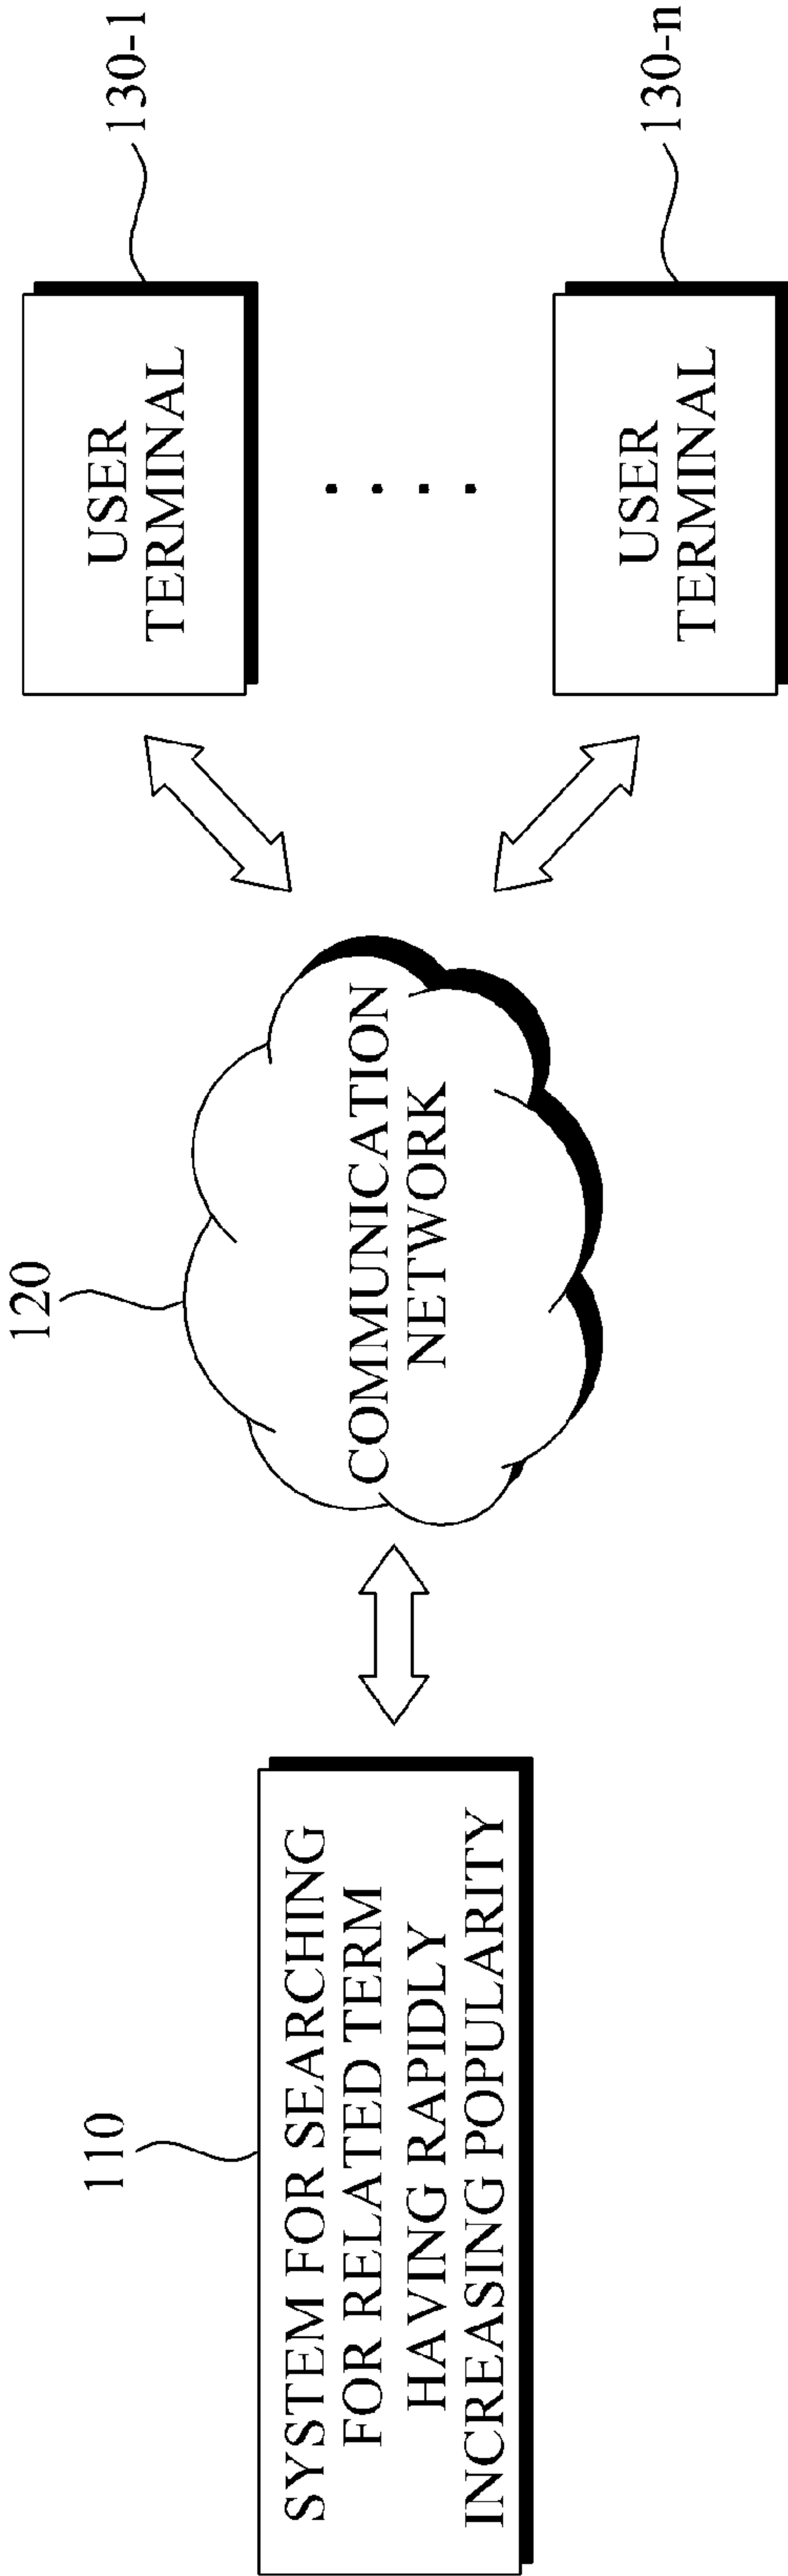 110
SYSTEM FOR SEARCHING
FOR RELATED TERM
HAVING RAPIDLY
INCREASING POPULARITY
120
COMMUNICATION
NETWORK
130-1
USER
TERMINAL
130-n
USER
TERMINAL